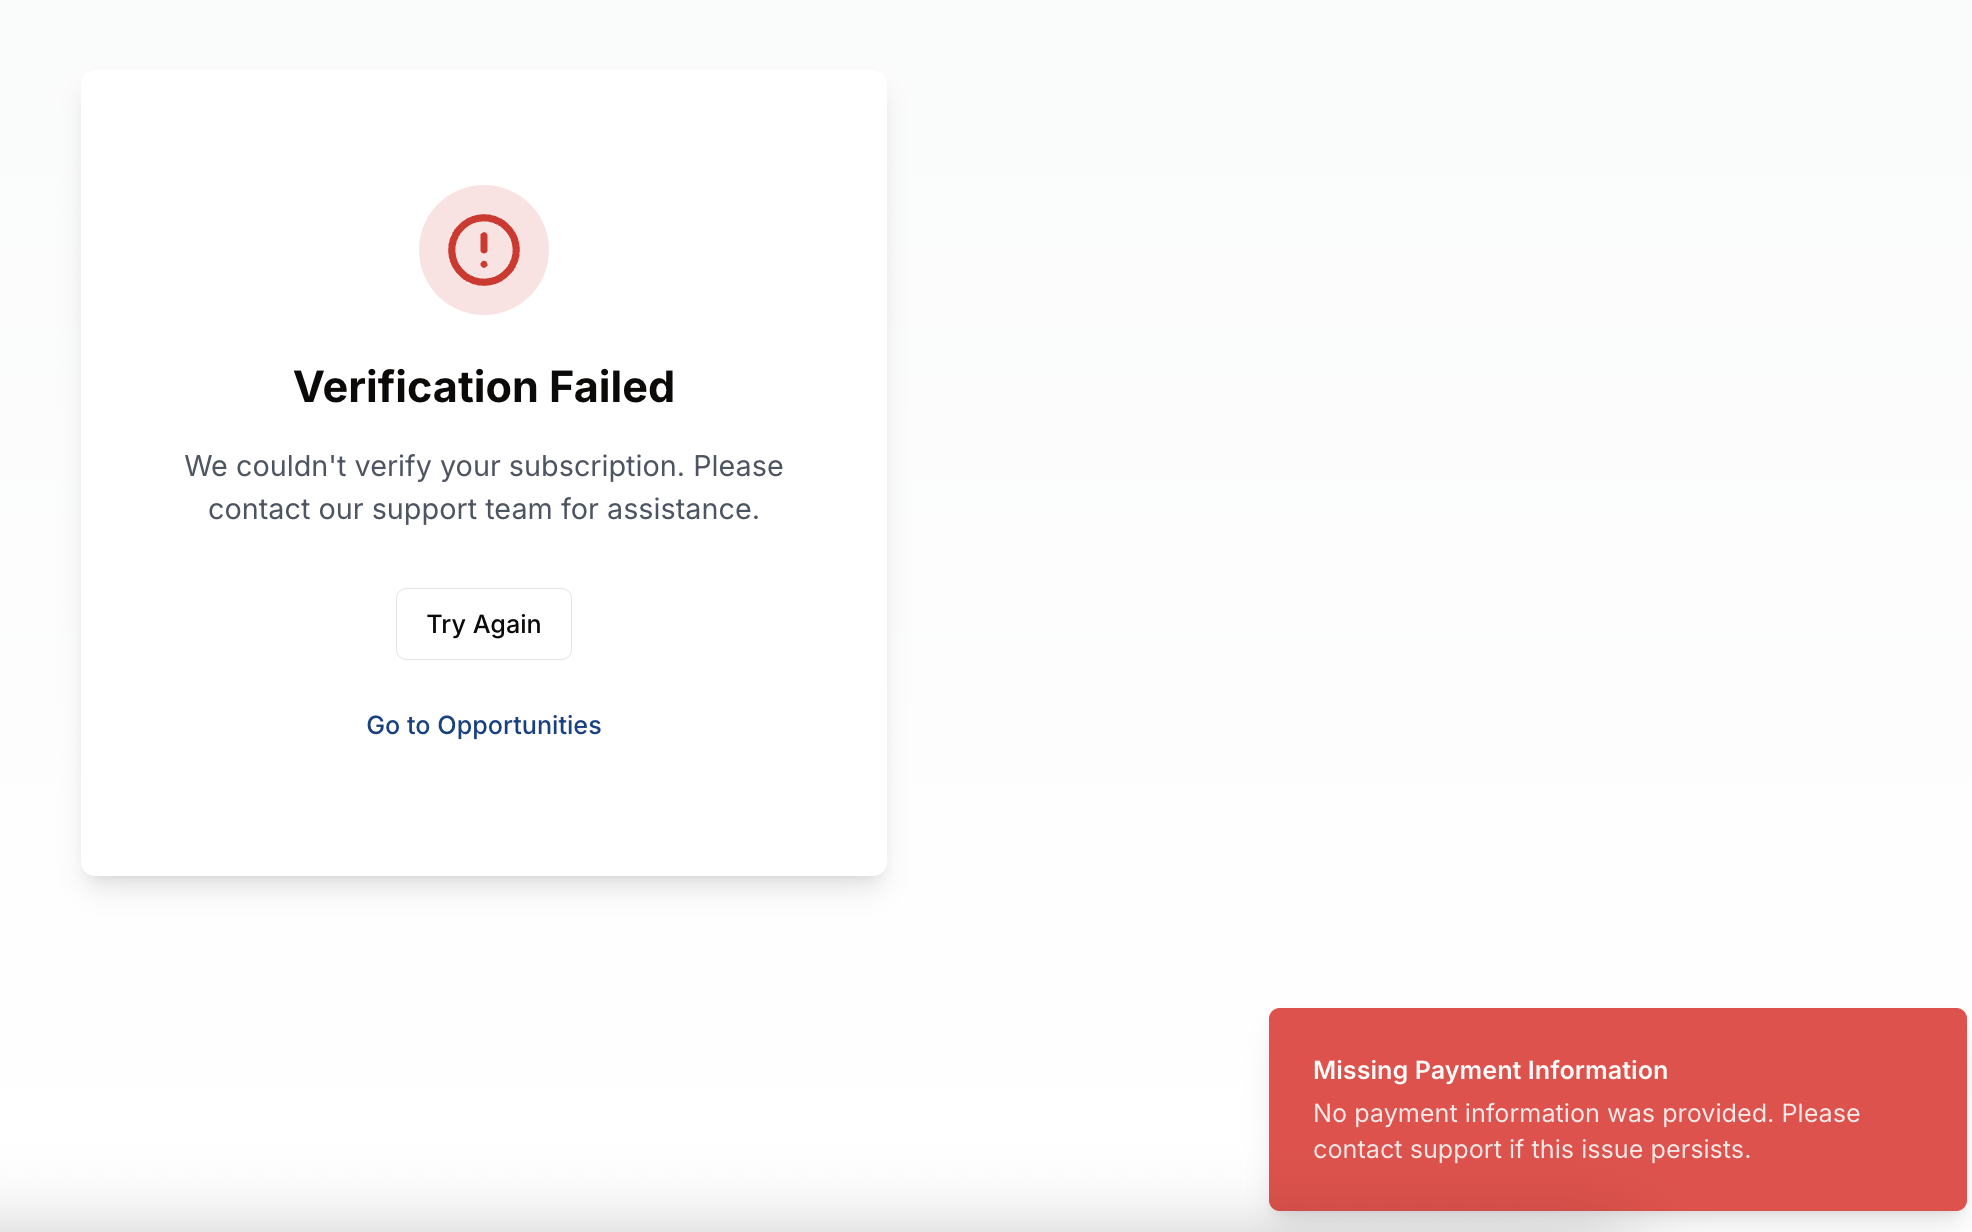 Verification Failed
We couldn't verify your subscription. Please
contact our support team for assistance.
Try Again
Go to Opportunities
Missing Payment Information
No payment information was provided. Please
contact support if this issue persists.